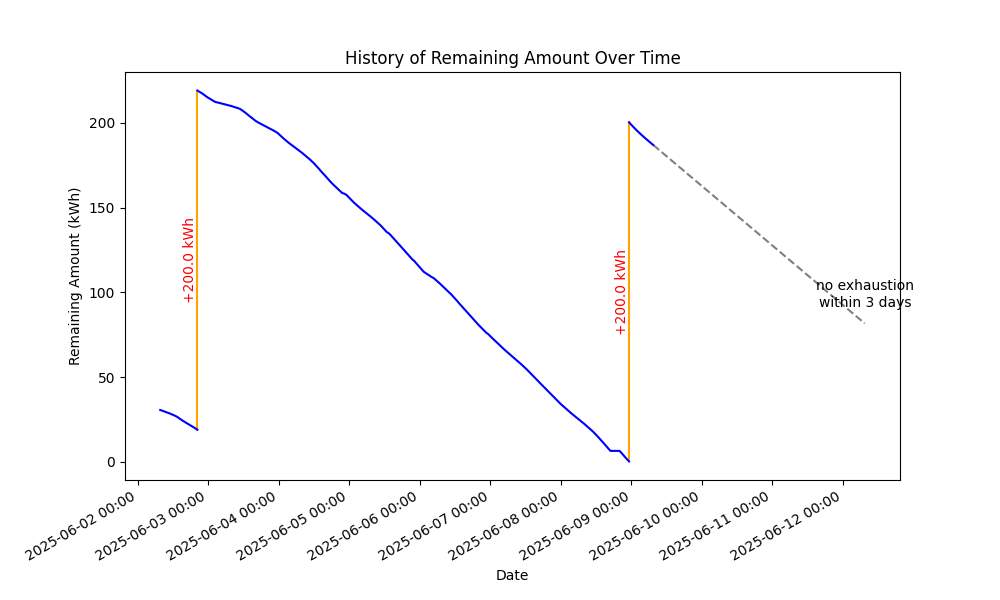 History of Remaining Amount Over Time
Remaining Amount (kWh)
200
150
100
50
0
+200.0 kWh
+200.0 kWh
no exhaustion
within 3 days
2025-06-02 00:00
2025-06-03 00:00
2025-06-04 00:00
2025-06-05 00:00
2025-06-06 00:00
2025-06-07 00:00
2025-06-08 00:00
2025-06-09 00:00
2025-06-10 00:00
2025-06-11 00:00
2025-06-12 00:00
Date